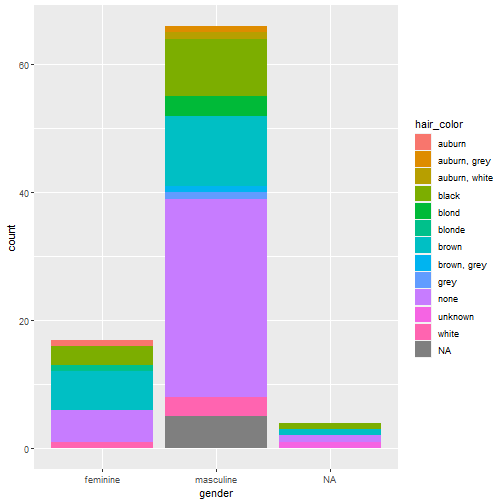 60
40
20
0
count
feminine
masculine
NA
gender
hair_color
auburn
auburn, grey
auburn, white
black
blond
blonde
brown
brown, grey
grey
none
unknown
white
NA